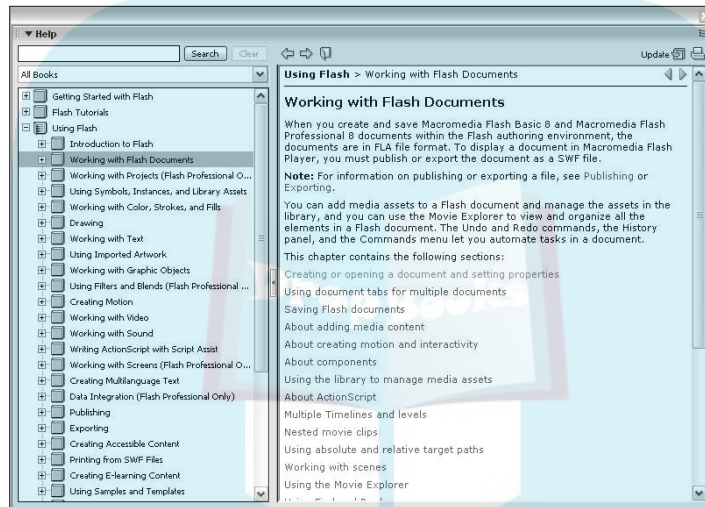 Help
Search Clear
Update
All Books
Getting Started with Flash
Flash Tutorials
Using Flash
Introduction to Flash
Working with Flash Documents
Working with Projects (Flash Professional O...
Using Symbols, Instances, and Library Assets
Working with Color, Strokes, and Fills
Drawing
Working with Text
Using Imported Artwork
Working with Graphic Objects
Using Filters and Blends (Flash Professional ...
Creating Motion
Working with Video
Working with Sound
Writing ActionScript with Script Assist
Working with Screens (Flash Professional O...
Creating Multilanguage Text
Data Integration (Flash Professional Only)
Publishing
Exporting
Creating Accessible Content
Printing from SWF Files
Creating E-learning Content
Using Samples and Templates
Using Flash > Working with Flash Documents
Working with Flash Documents
When you create and save Macromedia Flash Basic 8 and Macromedia Flash
Professional 8 documents within the Flash authoring environment, the
documents are in FLA file format. To display a document in Macromedia Flash
Player, you must publish or export the document as a SWF file.
Note: For information on publishing or exporting a file, see Publishing or
Exporting.
You can add media assets to a Flash document and manage the assets in the
library, and you can use the Movie Explorer to view and organize all the
elements in a Flash document. The Undo and Redo commands, the History
panel, and the Commands menu let you automate tasks in a document.
This chapter contains the following sections:
Creating or opening a document and setting properties
Using document tabs for multiple documents
Saving Flash documents
About adding media content
About creating motion and interactivity
About components
Using the library to manage media assets
About ActionScript
Multiple Timelines and levels
Nested movie clips
Using absolute and relative target paths
Working with scenes
Using the Movie Explorer